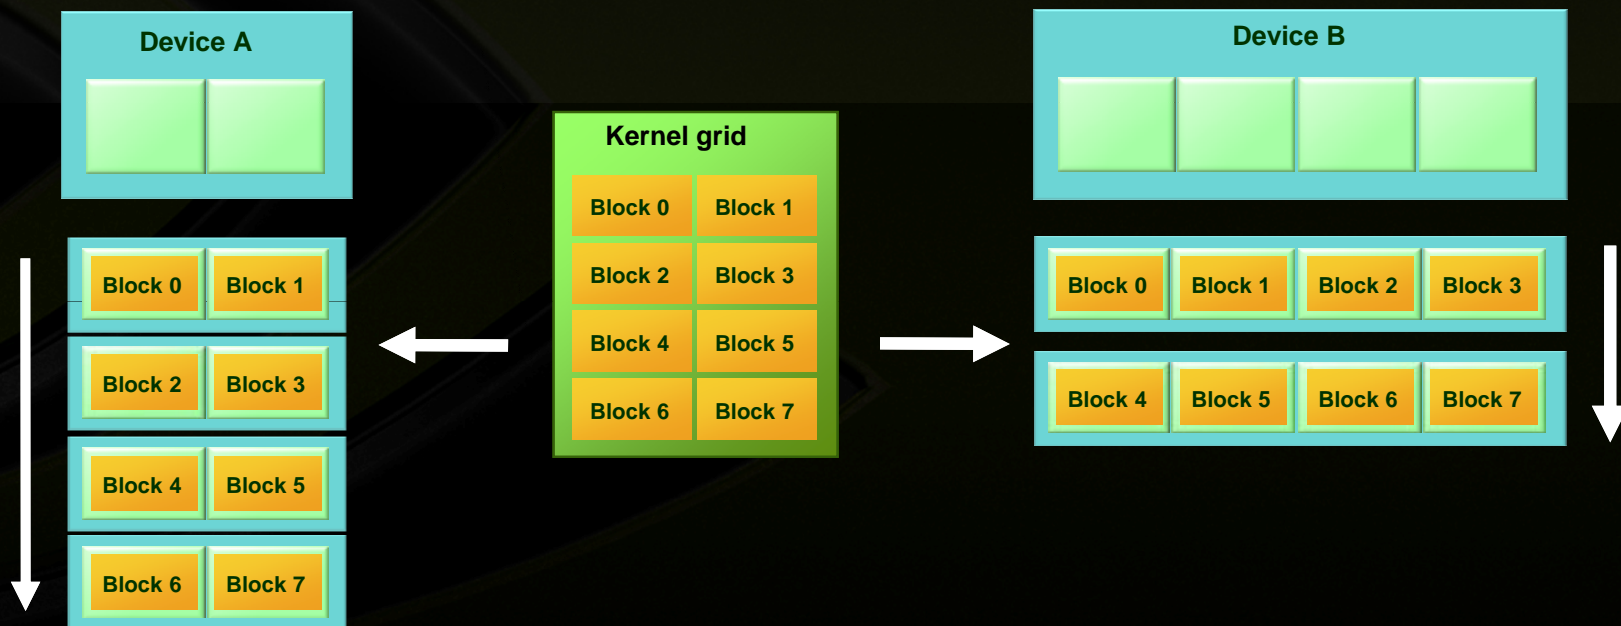 Device A
Block 0 Block 1
Block 2 Block 3
Block 4 Block 5
Block 6 Block 7
Kernel grid
Block 0 Block 1
Block 2 Block 3
Block 4 Block 5
Block 6 Block 7
Device B
Block 0 Block 1 Block 2 Block 3
Block 4 Block 5 Block 6 Block 7